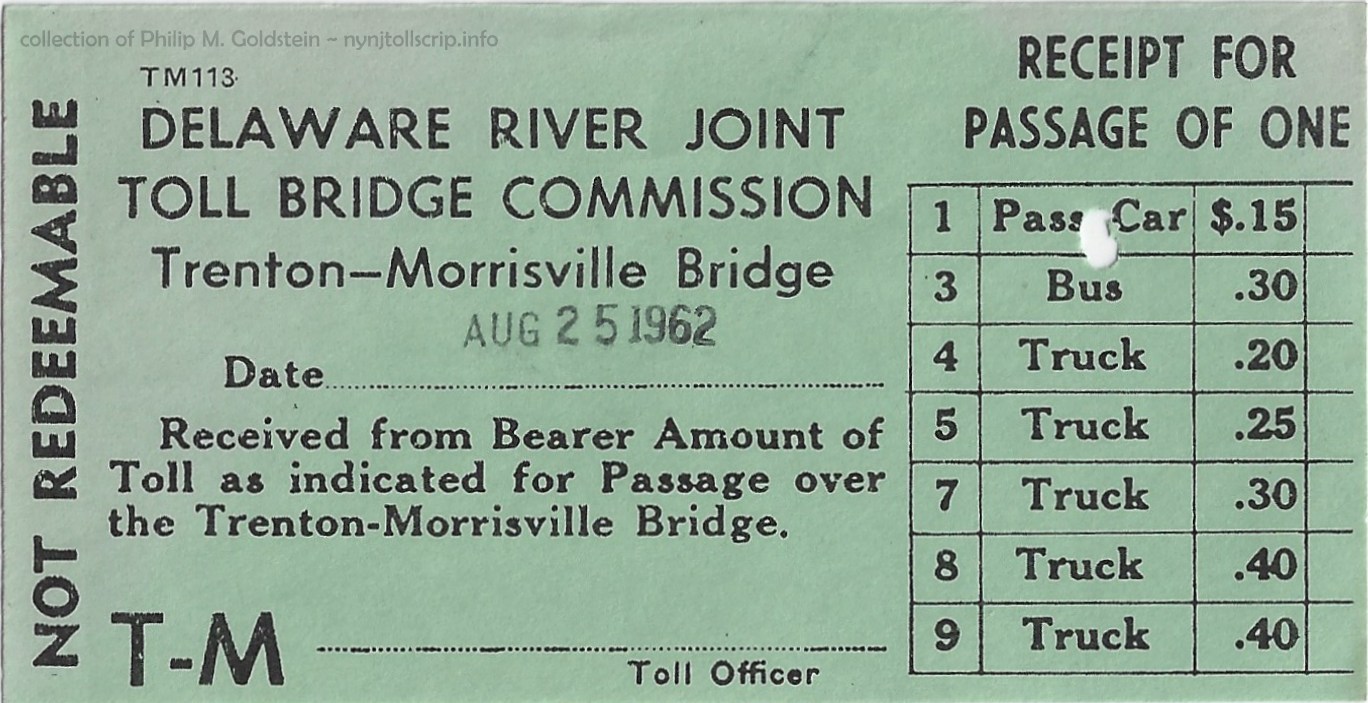 collection of Philip M. Goldstein ~ nynjtollscrip.info
NOT REDEEMABLE
TM113
DELAWARE RIVER JOINT
TOLL BRIDGE COMMISSION
Trenton—Morrisville Bridge
AUG 25 1962
Date
Received from Bearer Amount of
Toll as indicated for Passage over
the Trenton-Morrisville Bridge.
T-M
Toll Officer
RECEIPT FOR
PASSAGE OF ONE
1 Pass Car $.15
3 Bus .30
4 Truck .20
5 Truck .25
7 Truck .30
8 Truck .40
9 Truck .40